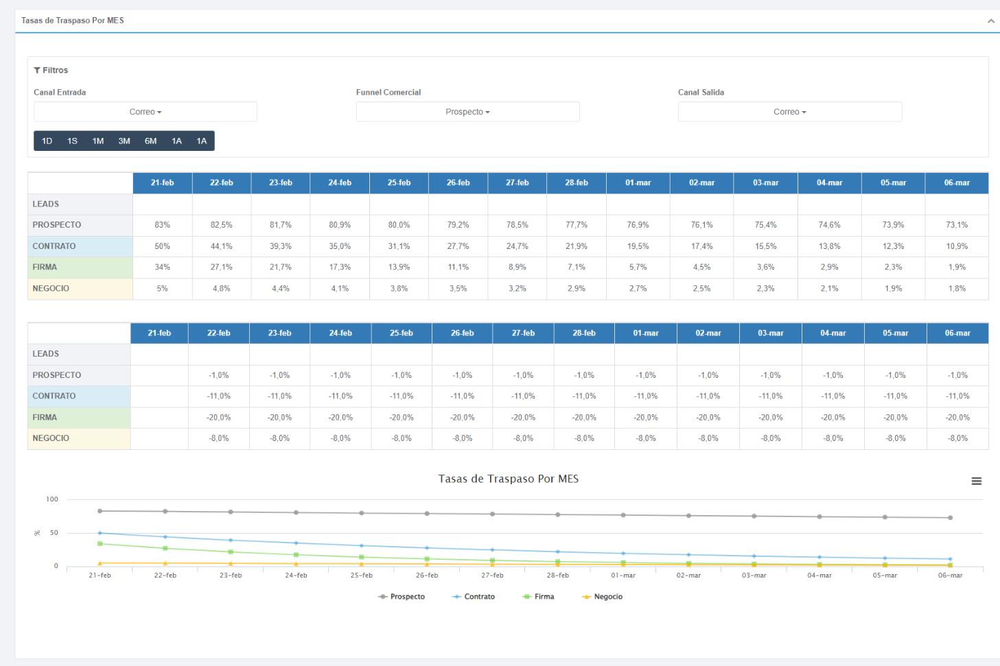 Tasas de Traspaso Por MES
Filtros
Canal Entrada Funnel Comercial Canal Salida
Correo Prospecto Correo
1D 1S 1M 3M 6M 1A 1A
21-feb 22-feb 23-feb 24-feb 25-feb 26-feb 27-feb 28-feb 01-mar 02-mar 03-mar 04-mar 05-mar 06-mar
LEADS
PROSPECTO 83% 82,5% 81,7% 80,9% 80,0% 79,2% 78,5% 77,7% 76,9% 76,1% 75,4% 74,6% 73,9% 73,1%
CONTRATO 50% 44,1% 39,3% 35,0% 31,1% 27,7% 24,7% 21,9% 19,5% 17,4% 15,5% 13,8% 12,3% 10,9%
FIRMA 34% 27,1% 21,7% 17,3% 13,9% 11,1% 8,9% 7,1% 5,7% 4,5% 3,6% 2,9% 2,3% 1,9%
NEGOCIO 5% 4,8% 4,4% 4,1% 3,8% 3,5% 3,2% 2,9% 2,7% 2,5% 2,3% 2,1% 1,9% 1,8%
21-feb 22-feb 23-feb 24-feb 25-feb 26-feb 27-feb 28-feb 01-mar 02-mar 03-mar 04-mar 05-mar 06-mar
LEADS
PROSPECTO -1,0% -1,0% -1,0% -1,0% -1,0% -1,0% -1,0% -1,0% -1,0% -1,0% -1,0% -1,0% -1,0%
CONTRATO -11,0% -11,0% -11,0% -11,0% -11,0% -11,0% -11,0% -11,0% -11,0% -11,0% -11,0% -11,0% -11,0%
FIRMA -20,0% -20,0% -20,0% -20,0% -20,0% -20,0% -20,0% -20,0% -20,0% -20,0% -20,0% -20,0% -20,0%
NEGOCIO -8,0% -8,0% -8,0% -8,0% -8,0% -8,0% -8,0% -8,0% -8,0% -8,0% -8,0% -8,0% -8,0%
Tasas de Traspaso Por MES
100
% 50
0
21-feb 22-feb 23-feb 24-feb 25-feb 26-feb 27-feb 28-feb 01-mar 02-mar 03-mar 04-mar 05-mar 06-mar
Prospecto Contrato Firma Negocio